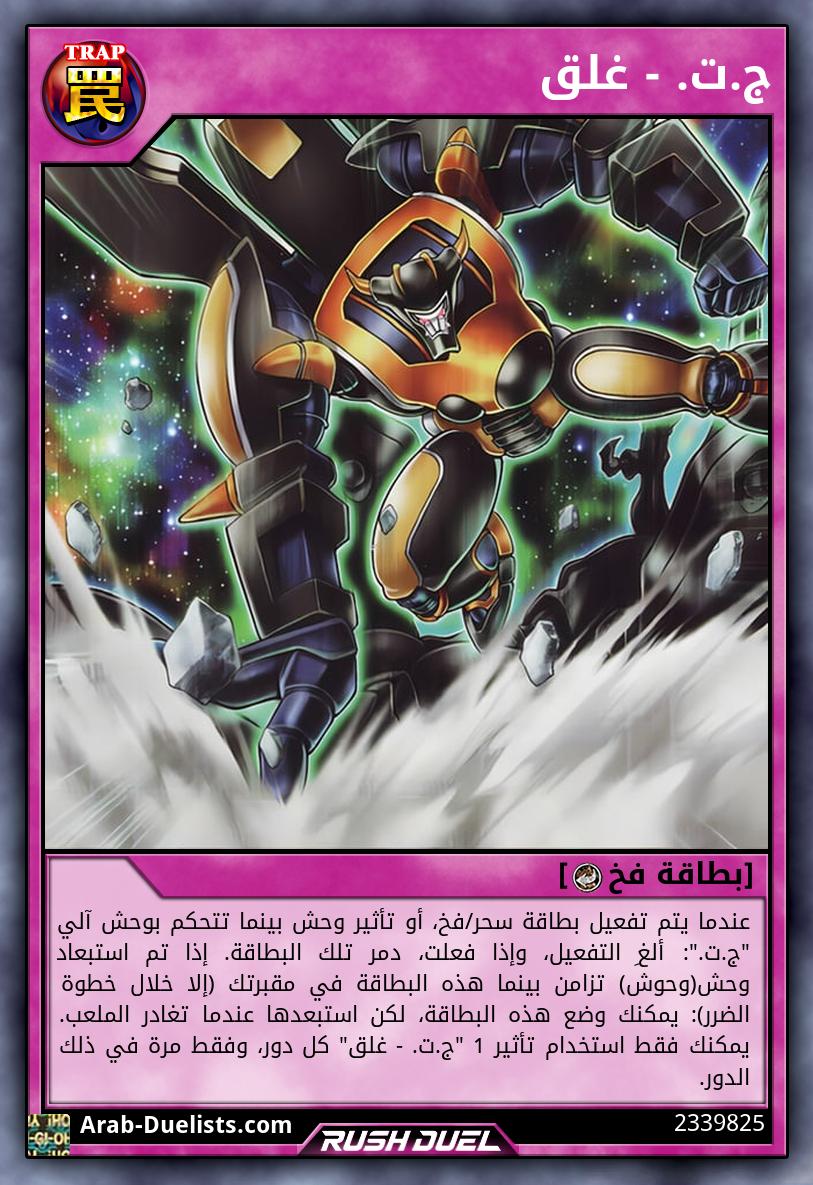 TRAP
罠
ج.ت. - غلق
[بطاقة فخ]
عندما يتم تفعيل بطاقة سحر/فخ، أو تأثير وحش بينما تتحكم بوحش آلي
"ج.ت.": ألغِ التفعيل، وإذا فعلت، دمر تلك البطاقة. إذا تم استبعاد
وحش(وحوش) تزامن بينما هذه البطاقة في مقبرتك (إلا خلال خطوة
الضرر): يمكنك وضع هذه البطاقة، لكن استبعدها عندما تغادر الملعب.
يمكنك فقط استخدام تأثير 1 "ج.ت. - غلق" كل دور، وفقط مرة في ذلك
الدور.
Arab-Duelists.com
RUSH DUEL
2339825